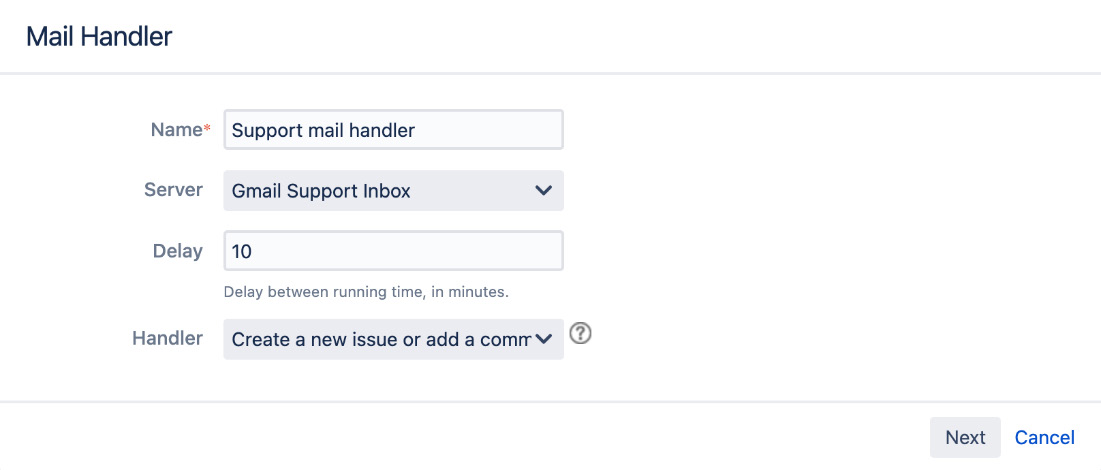 Mail Handler
Name* Support mail handler
Server Gmail Support Inbox
Delay 10
Delay between running time, in minutes.
Handler Create a new issue or add a comm ?
Next Cancel